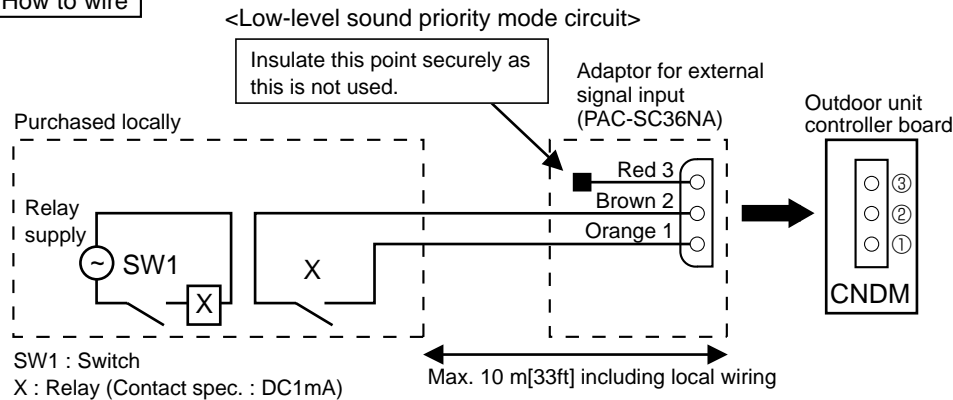 How to wire
<Low-level sound priority mode circuit>
Insulate this point securely as
this is not used.
Adaptor for external
signal input
(PAC-SC36NA)
Outdoor unit
controller board
Purchased locally
Relay
supply
~
SW1
X
X
Red 3
Brown 2
Orange 1
③
②
①
CNDM
SW1 : Switch
X : Relay (Contact spec. : DC1mA)
Max. 10 m[33ft] including local wiring